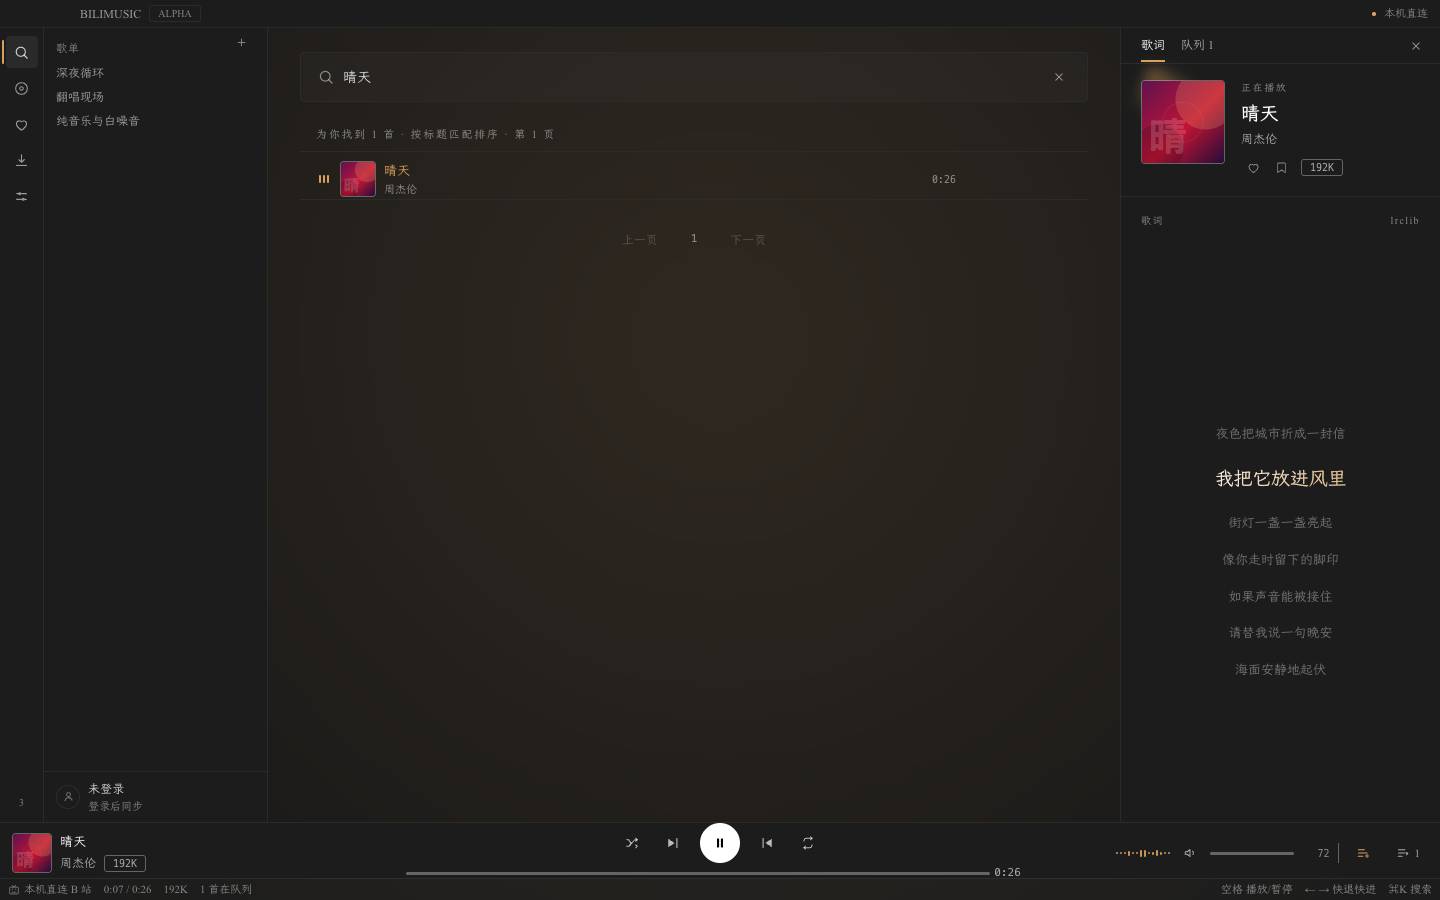 BILIMUSIC ALPHA
本机直连
歌单
+
深夜循环
翻唱现场
纯音乐与白噪音
3
未登录
登录后同步
晴天
为你找到 1 首 · 按标题匹配排序 · 第 1 页
晴
晴天
周杰伦
0:26
上一页 1 下一页
歌词 队列 1
晴
正在播放
晴天
周杰伦
192K
歌词 lrclib
夜色把城市折成一封信
我把它放进风里
街灯一盏一盏亮起
像你走时留下的脚印
如果声音能被接住
请替我说一句晚安
海面安静地起伏
晴
晴天
周杰伦 192K
0:26
72
1
本机直连 B 站 0:07 / 0:26 192K 1 首在队列
空格 播放/暂停 ← → 快退快进 ⌘K 搜索